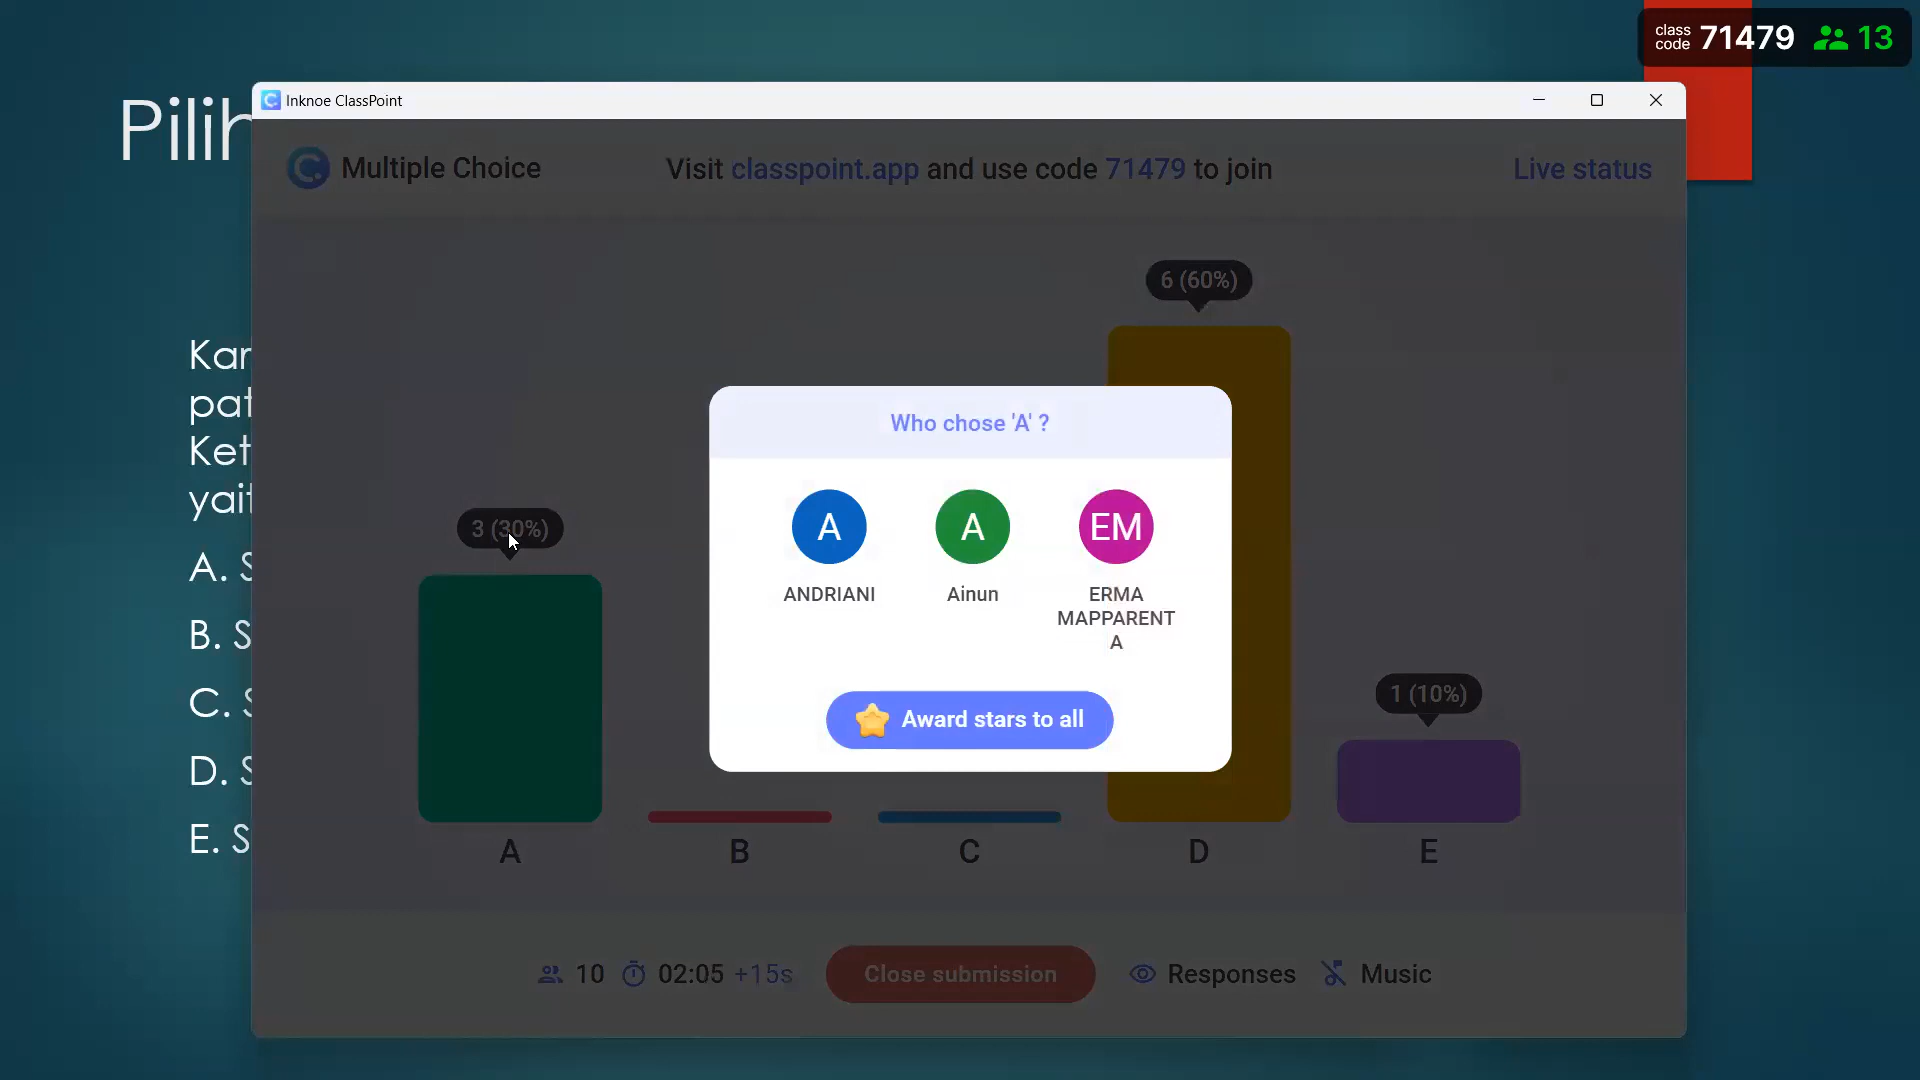 class
code 71479 13
Inknoe ClassPoint
Pilih
Multiple Choice
Visit classpoint.app and use code 71479 to join
Live status
6 (60%)
Who chose 'A' ?
A
A
EM
ANDRIANI
Ainun
ERMA
MAPPARENT
A
Award stars to all
3 (30%)
1 (10%)
A
B
C
D
E
10
02:05 +15s
Close submission
Responses
Music
Kar
pat
Ket
yait
A. S
B. S
C. S
D. S
E. S